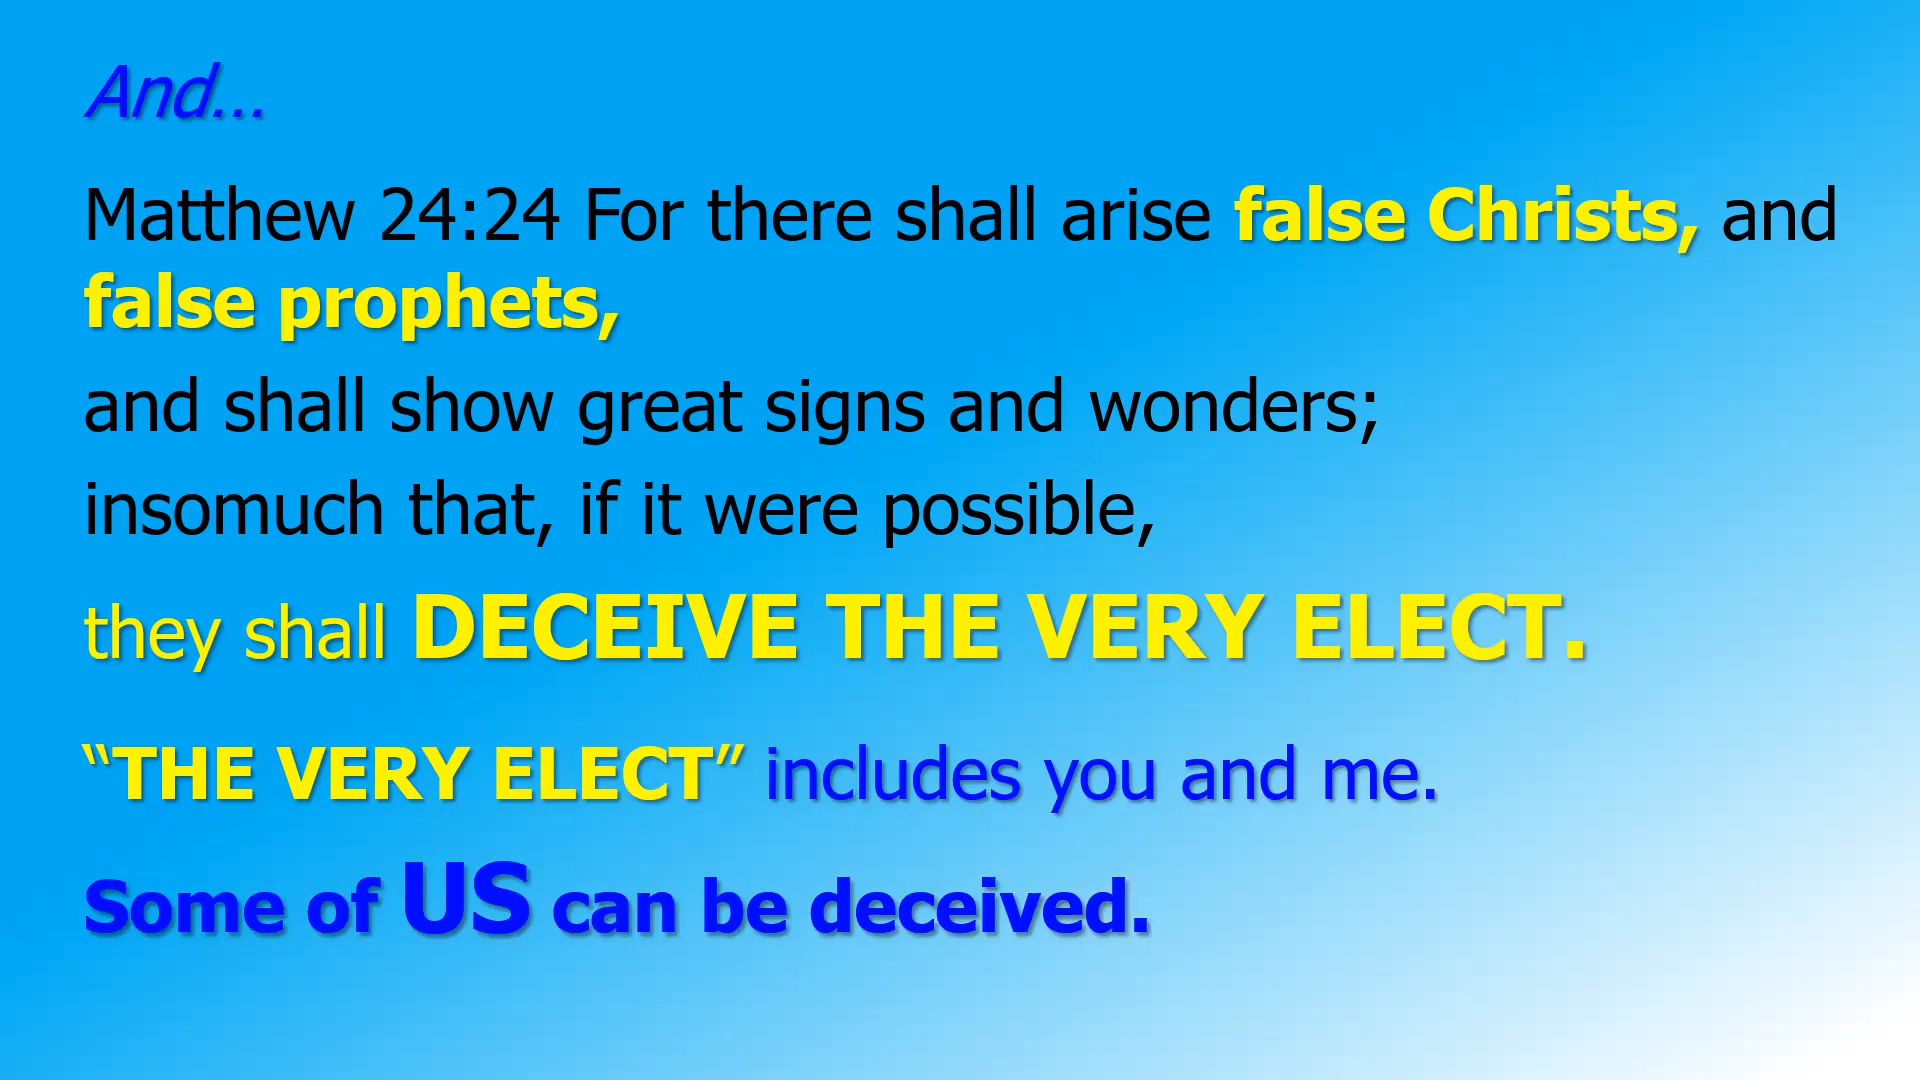 And...
Matthew 24:24 For there shall arise false Christs, and
false prophets,
and shall show great signs and wonders;
insomuch that, if it were possible,
they shall DECEIVE THE VERY ELECT.
“THE VERY ELECT” includes you and me.
Some of US can be deceived.